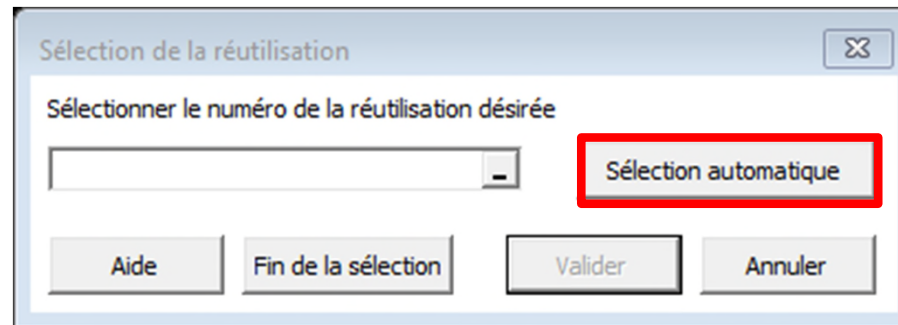 Sélection de la réutilisation
Sélectionner le numéro de la réutilisation désirée
Sélection automatique
Aide Fin de la sélection Valider Annuler